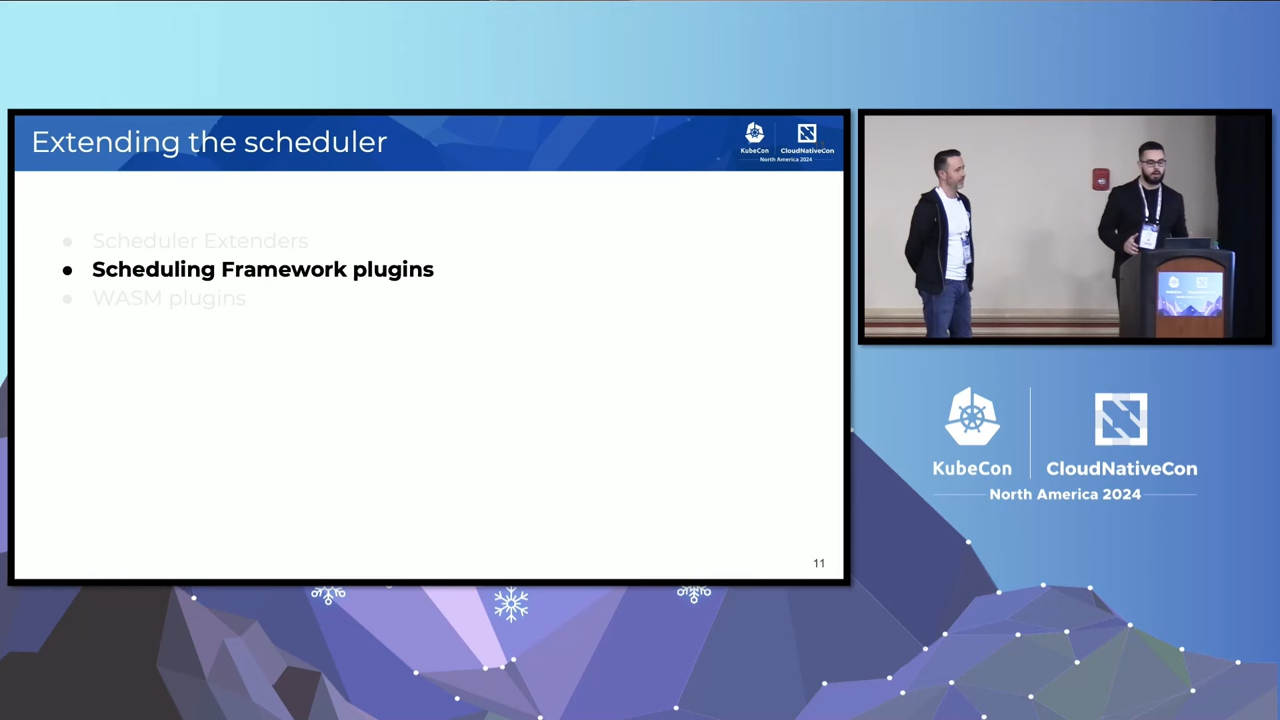 Extending the scheduler
KubeCon
CloudNativeCon
North America 2024
● Scheduler Extenders
● Scheduling Framework plugins
● WASM plugins
11
KubeCon
CloudNativeCon
North America 2024